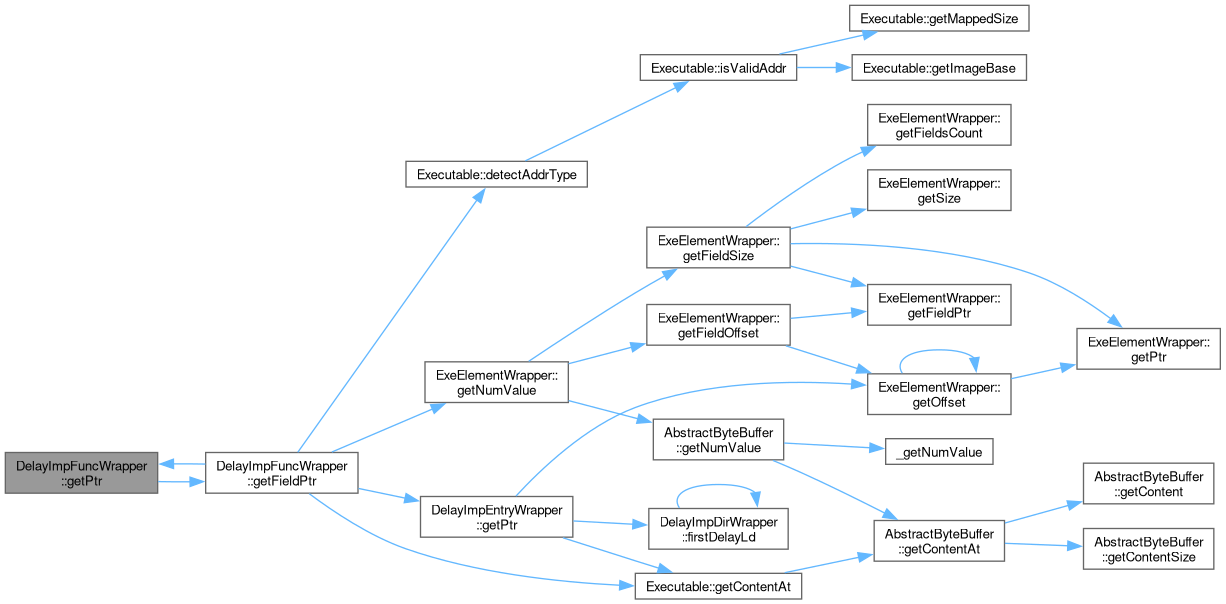 Executable::getMappedSize
Executable::isValidAddr
Executable::getImageBase
ExeElementWrapper::
getFieldsCount
Executable::detectAddrType
ExeElementWrapper::
getSize
ExeElementWrapper::
getFieldSize
ExeElementWrapper::
getFieldPtr
ExeElementWrapper::
getFieldOffset
ExeElementWrapper::
getPtr
ExeElementWrapper::
getNumValue
ExeElementWrapper::
getOffset
AbstractByteBuffer
::getNumValue
_getNumValue
DelayImpFuncWrapper
::getPtr
DelayImpFuncWrapper
::getFieldPtr
AbstractByteBuffer
::getContent
DelayImpEntryWrapper
::getPtr
DelayImpDirWrapper
::firstDelayLd
AbstractByteBuffer
::getContentAt
AbstractByteBuffer
::getContentSize
Executable::getContentAt